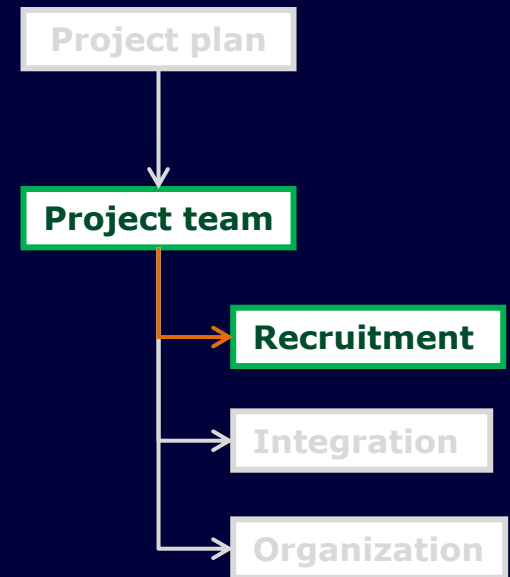 Project plan
Project team
Recruitment
Integration
Organization